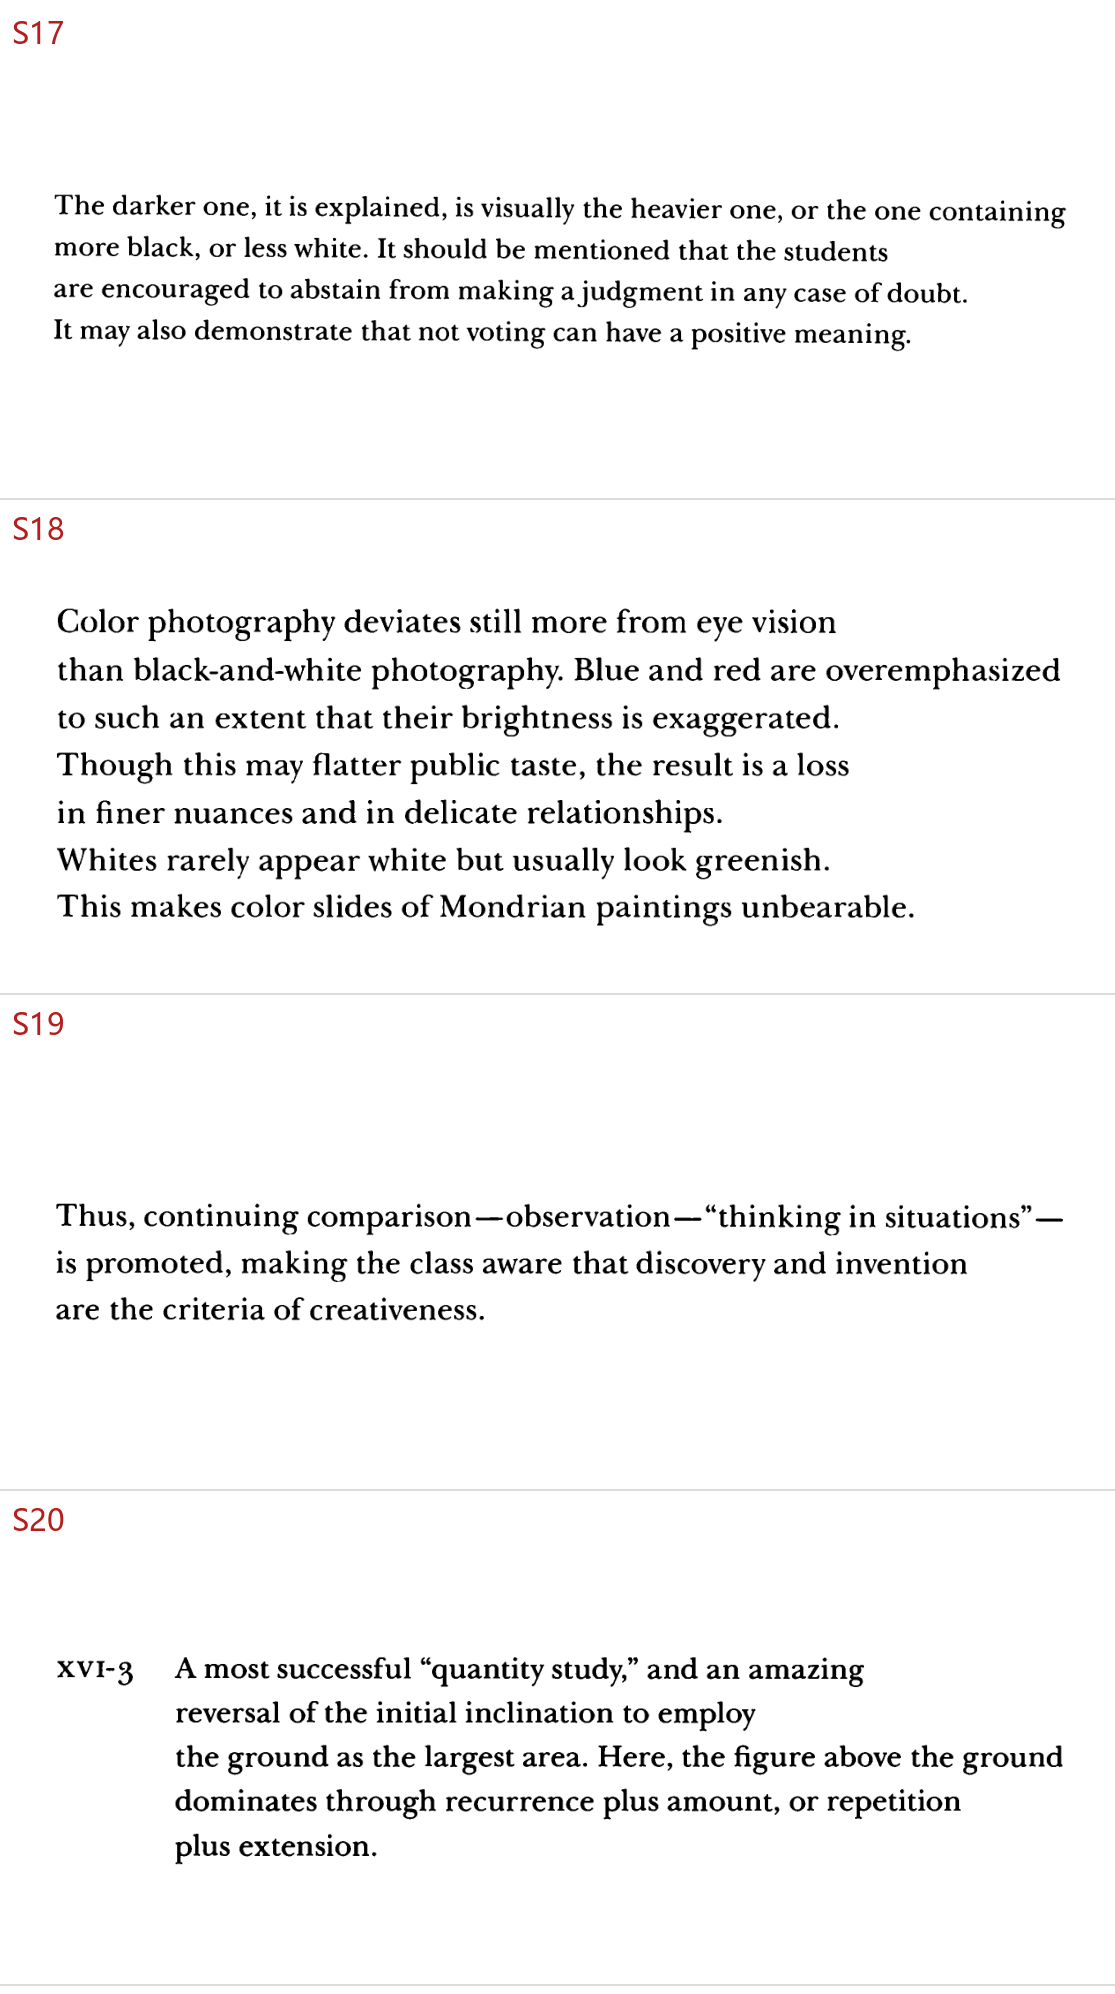 S17
The darker one, it is explained, is visually the heavier one, or the one containing
more black, or less white. It should be mentioned that the students
are encouraged to abstain from making a judgment in any case of doubt.
It may also demonstrate that not voting can have a positive meaning.
S18
Color photography deviates still more from eye vision
than black-and-white photography. Blue and red are overemphasized
to such an extent that their brightness is exaggerated.
Though this may flatter public taste, the result is a loss
in finer nuances and in delicate relationships.
Whites rarely appear white but usually look greenish.
This makes color slides of Mondrian paintings unbearable.
S19
Thus, continuing comparison—observation—“thinking in situations”—
is promoted, making the class aware that discovery and invention
are the criteria of creativeness.
S20
XVI-3 A most successful “quantity study,” and an amazing
reversal of the initial inclination to employ
the ground as the largest area. Here, the figure above the ground
dominates through recurrence plus amount, or repetition
plus extension.